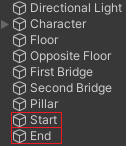 Directional Light
Character
Floor
Opposite Floor
First Bridge
Second Bridge
Pillar
Start
End